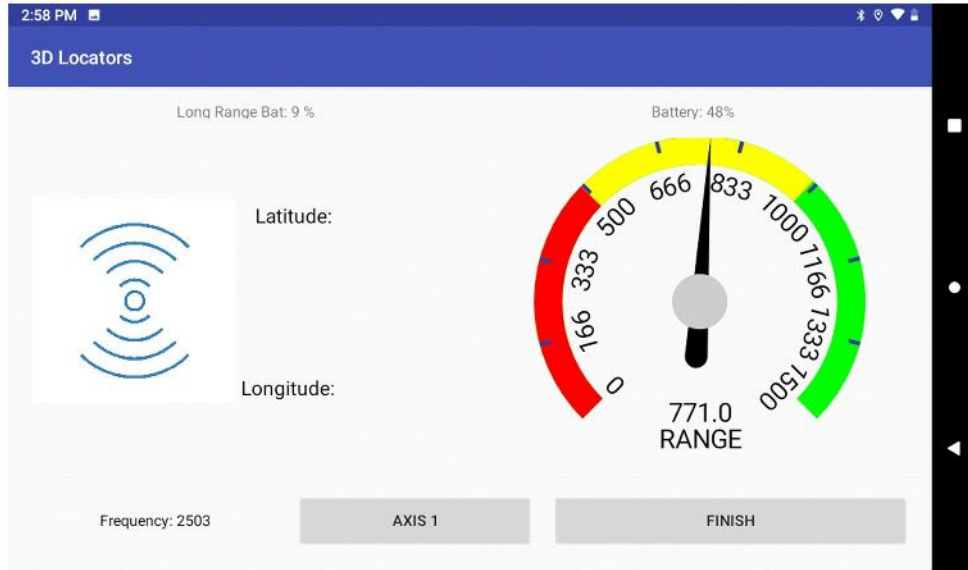 2:58 PM
3D Locators
Long Range Bat: 9 %
Battery: 48%
Latitude:
Longitude:
0
166
333
500
666
833
1000
1166
1333
1500
771.0
RANGE
Frequency: 2503
AXIS 1
FINISH